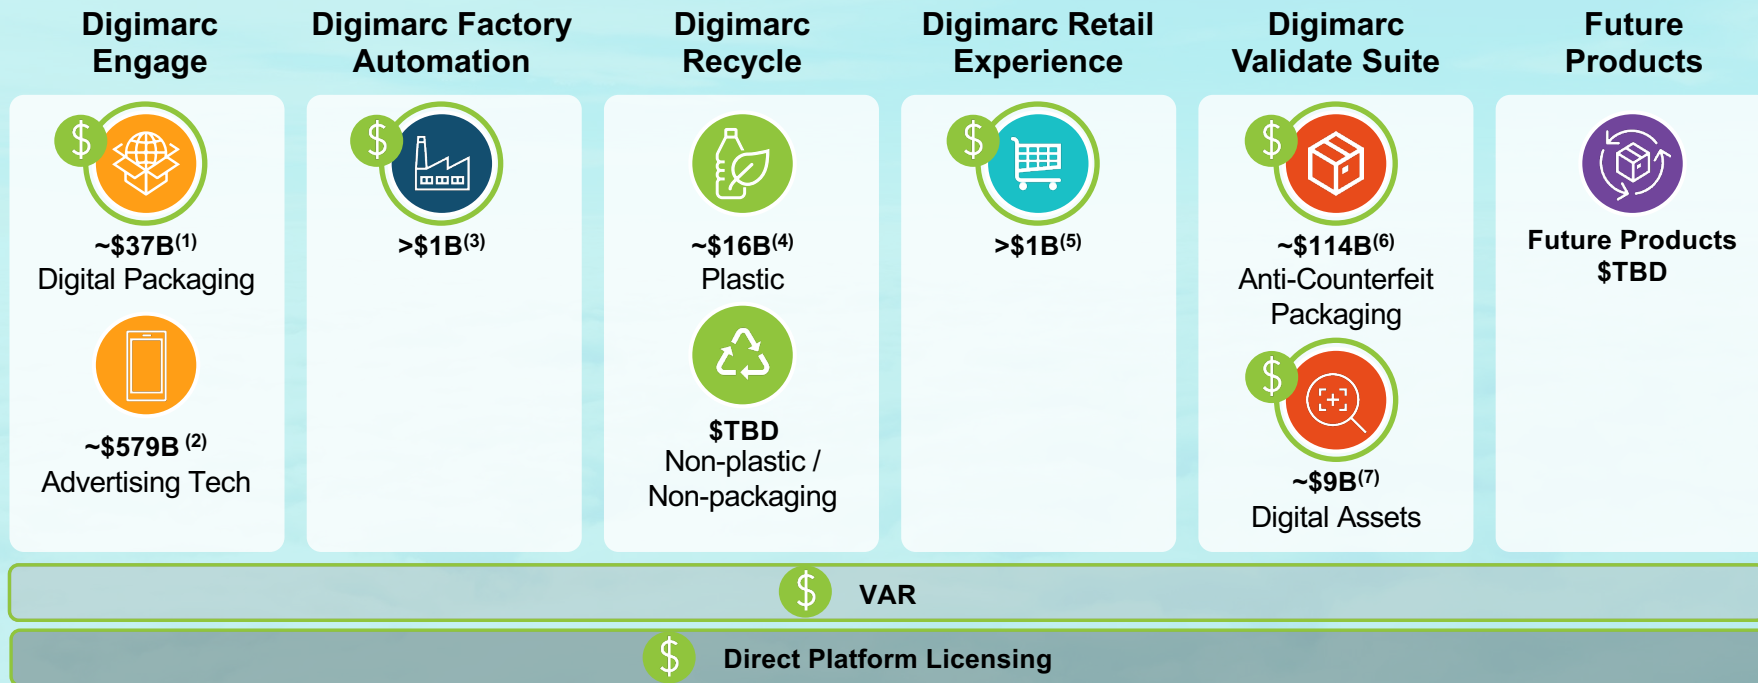 Digimarc
Engage
~$37B(1)
Digital Packaging
~$579B (2)
Advertising Tech
Digimarc Factory
Automation
>$1B(3)
Digimarc
Recycle
~$16B(4)
Plastic
$TBD
Non-plastic /
Non-packaging
Digimarc Retail
Experience
>$1B(5)
Digimarc
Validate Suite
~$114B(6)
Anti-Counterfeit
Packaging
~$9B(7)
Digital Assets
Future
Products
Future Products
$TBD
$ VAR
$ Direct Platform Licensing